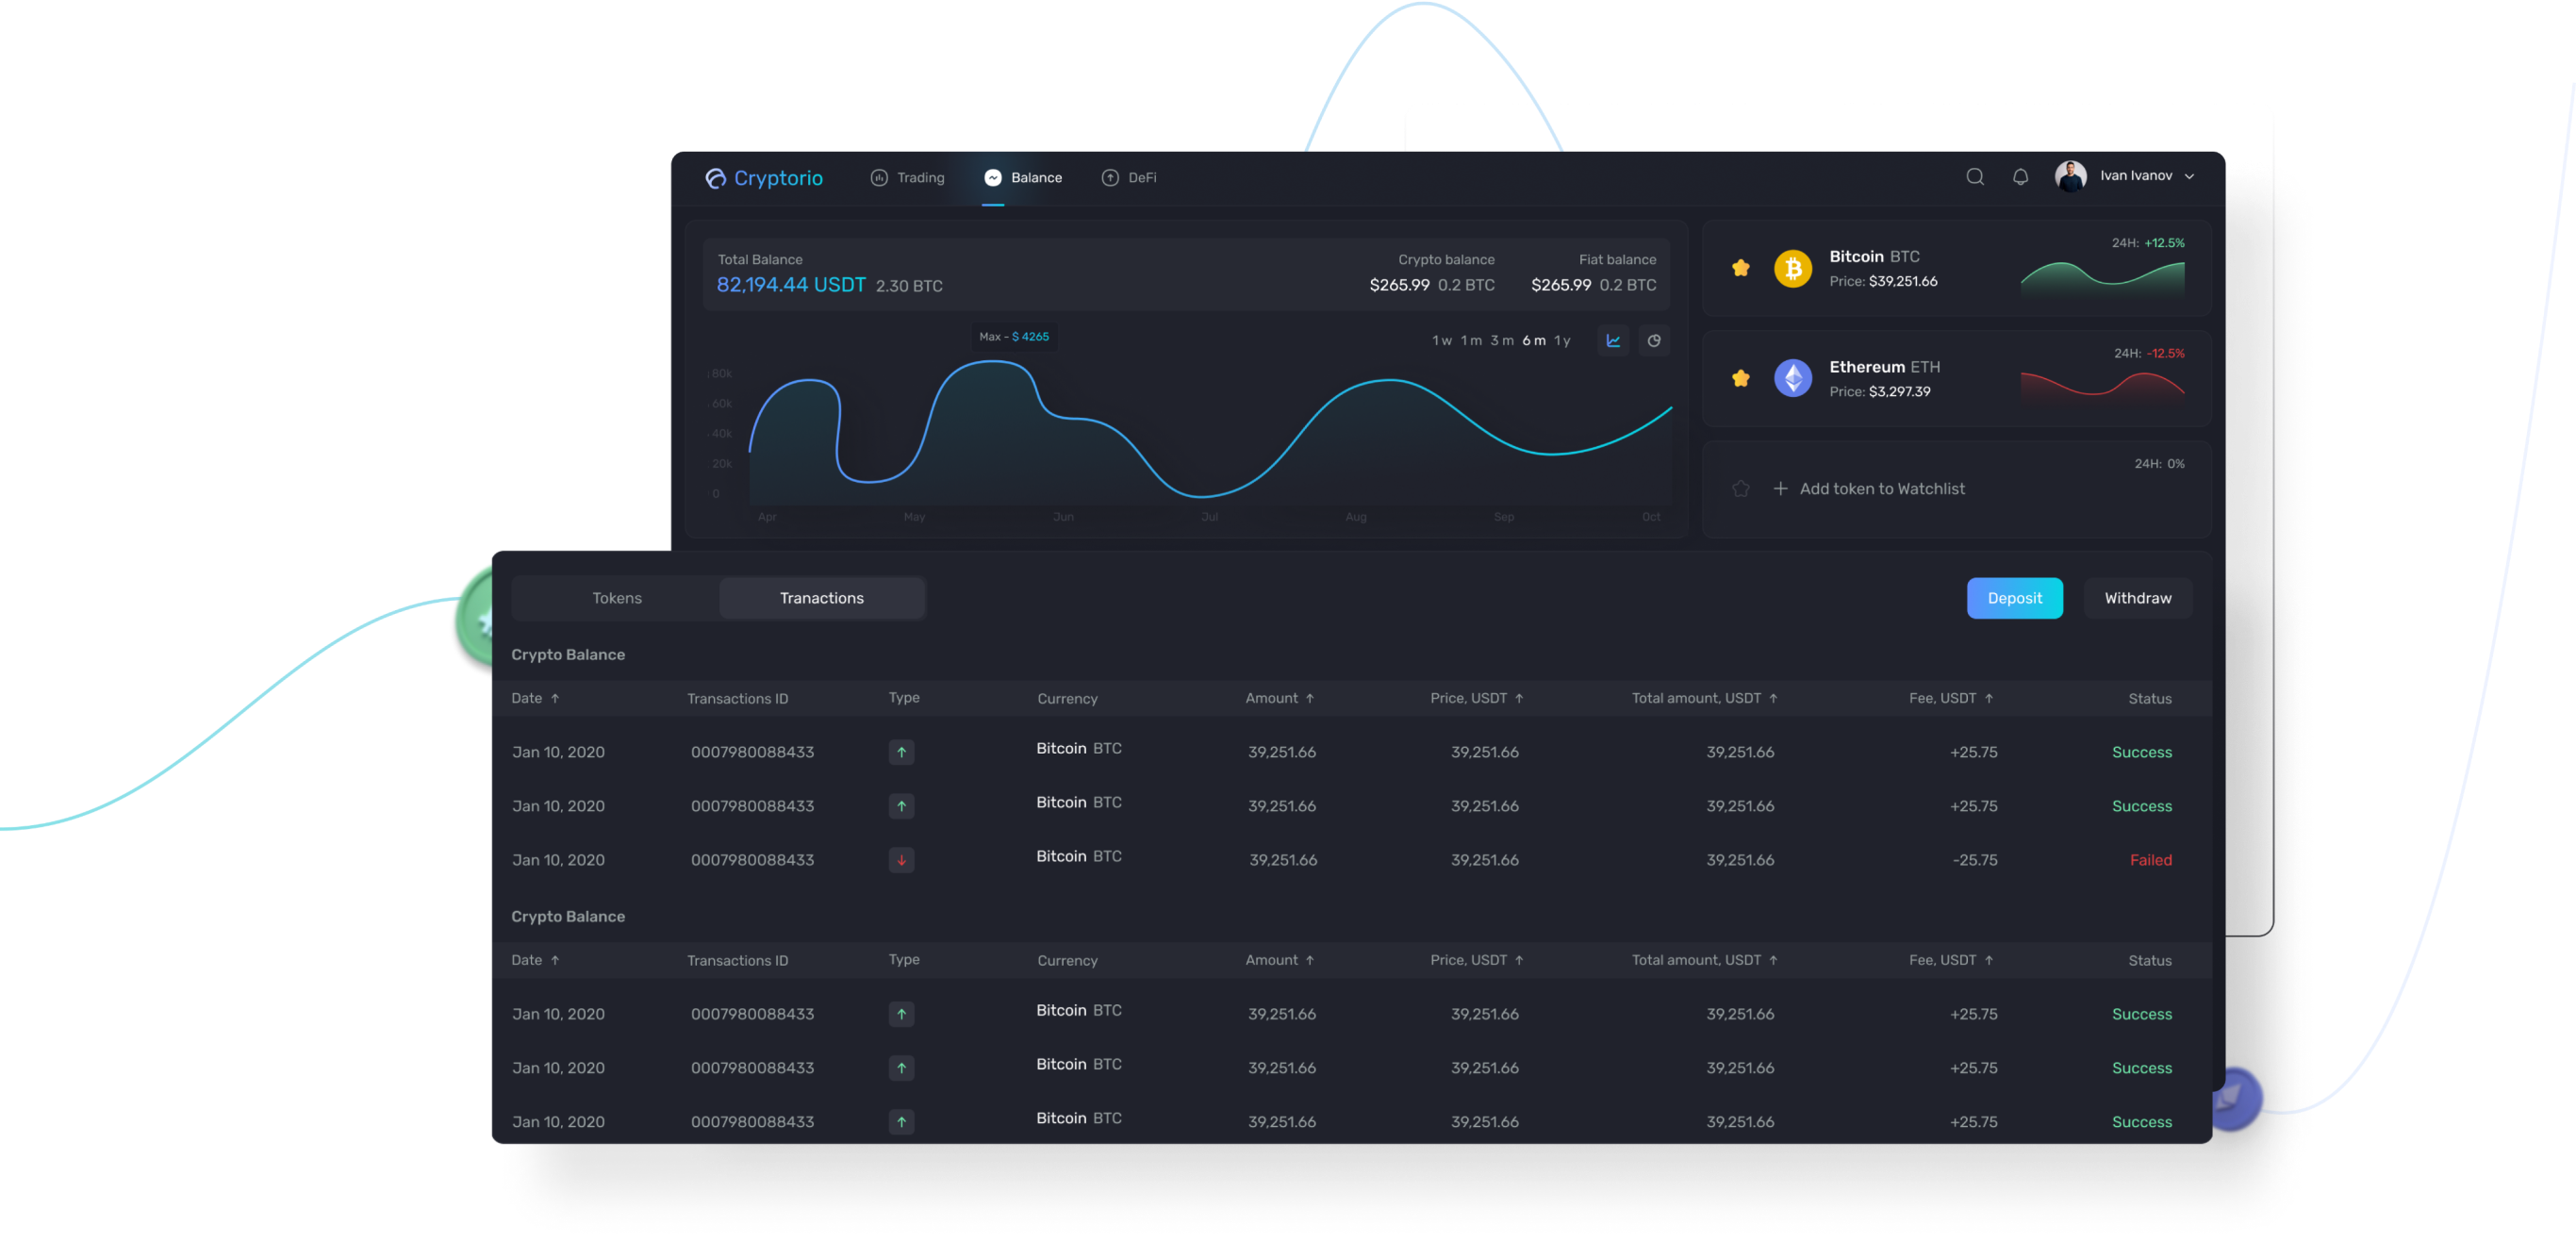 Cryptorio Trading Balance DeFi Ivan Ivanov
Total Balance Crypto balance Fiat balance
82,194.44 USDT 2.30 BTC $265.99 0.2 BTC $265.99 0.2 BTC
Max - $ 4265
1 w 1 m 3 m 6 m 1 y
80k
60k
40k
20k
0
Apr May Jun Jul Aug Sep Oct
24H: +12.5%
Bitcoin BTC
Price: $39,251.66
24H: -12.5%
Ethereum ETH
Price: $3,297.39
24H: 0%
+ Add token to Watchlist
Tokens Tranactions Deposit Withdraw
Crypto Balance
Date ↑ Transactions ID Type Currency Amount ↑ Price, USDT ↑ Total amount, USDT ↑ Fee, USDT ↑ Status
Jan 10, 2020 0007980088433 ↑ Bitcoin BTC 39,251.66 39,251.66 39,251.66 +25.75 Success
Jan 10, 2020 0007980088433 ↑ Bitcoin BTC 39,251.66 39,251.66 39,251.66 +25.75 Success
Jan 10, 2020 0007980088433 ↓ Bitcoin BTC 39,251.66 39,251.66 39,251.66 -25.75 Failed
Crypto Balance
Date ↑ Transactions ID Type Currency Amount ↑ Price, USDT ↑ Total amount, USDT ↑ Fee, USDT ↑ Status
Jan 10, 2020 0007980088433 ↑ Bitcoin BTC 39,251.66 39,251.66 39,251.66 +25.75 Success
Jan 10, 2020 0007980088433 ↑ Bitcoin BTC 39,251.66 39,251.66 39,251.66 +25.75 Success
Jan 10, 2020 0007980088433 ↑ Bitcoin BTC 39,251.66 39,251.66 39,251.66 +25.75 Success